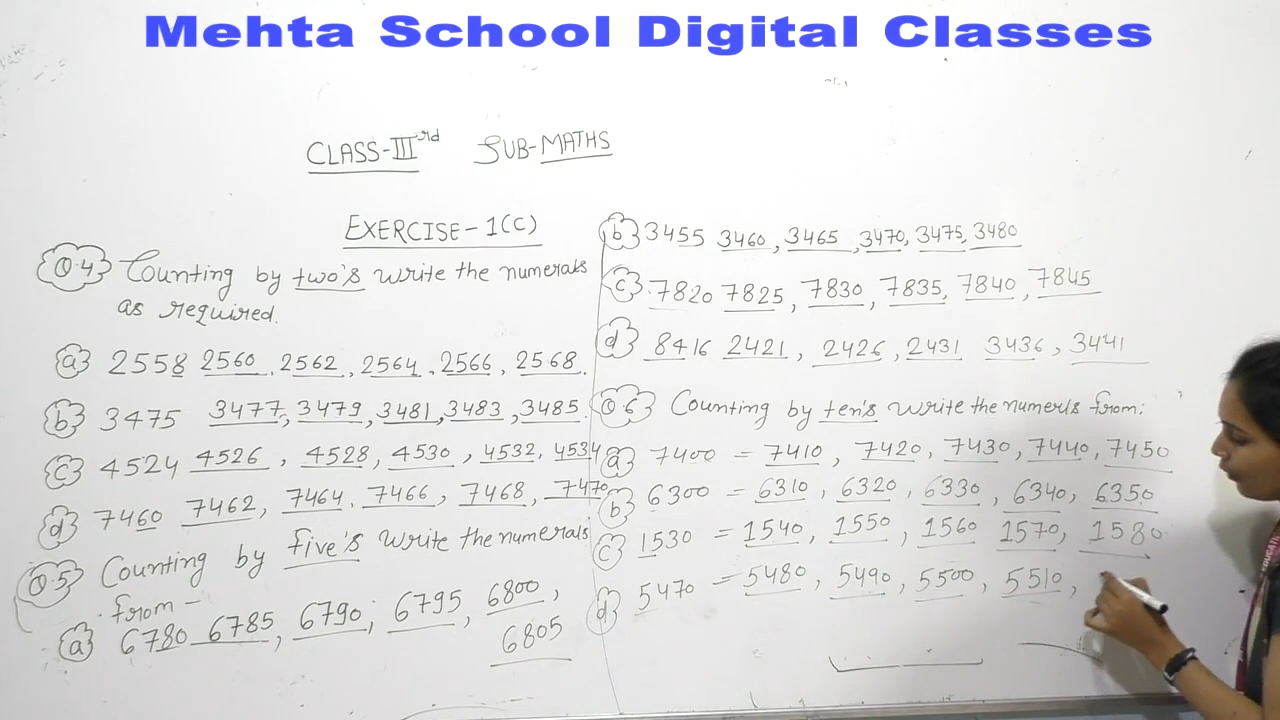 Mehta School Digital Classes
CLASS-III rd SUB-MATHS
EXERCISE-1(C)
Q.4 Counting by two's write the numerals
as required.
a 2558 2560, 2562, 2564, 2566, 2568.
b 3475 3477, 3479, 3481, 3483, 3485.
c 4524 4526, 4528, 4530, 4532, 4534
d 7460 7462, 7464, 7466, 7468, 7470
Q.5 Counting by five's write the numerals
from-
a 6780 6785, 6790, 6795, 6800,
6805
b 3455 3460, 3465, 3470, 3475, 3480
c 7820 7825, 7830, 7835, 7840, 7845
d 8416 2421, 2426, 2431 3436, 3441
Q.6 Counting by ten's write the numerls from:
a 7400 = 7410, 7420, 7430, 7440, 7450
b 6300 = 6310, 6320, 6330, 6340, 6350
c 1530 = 1540, 1550, 1560 1570, 1580
d 5470 = 5480, 5490, 5500, 5510,